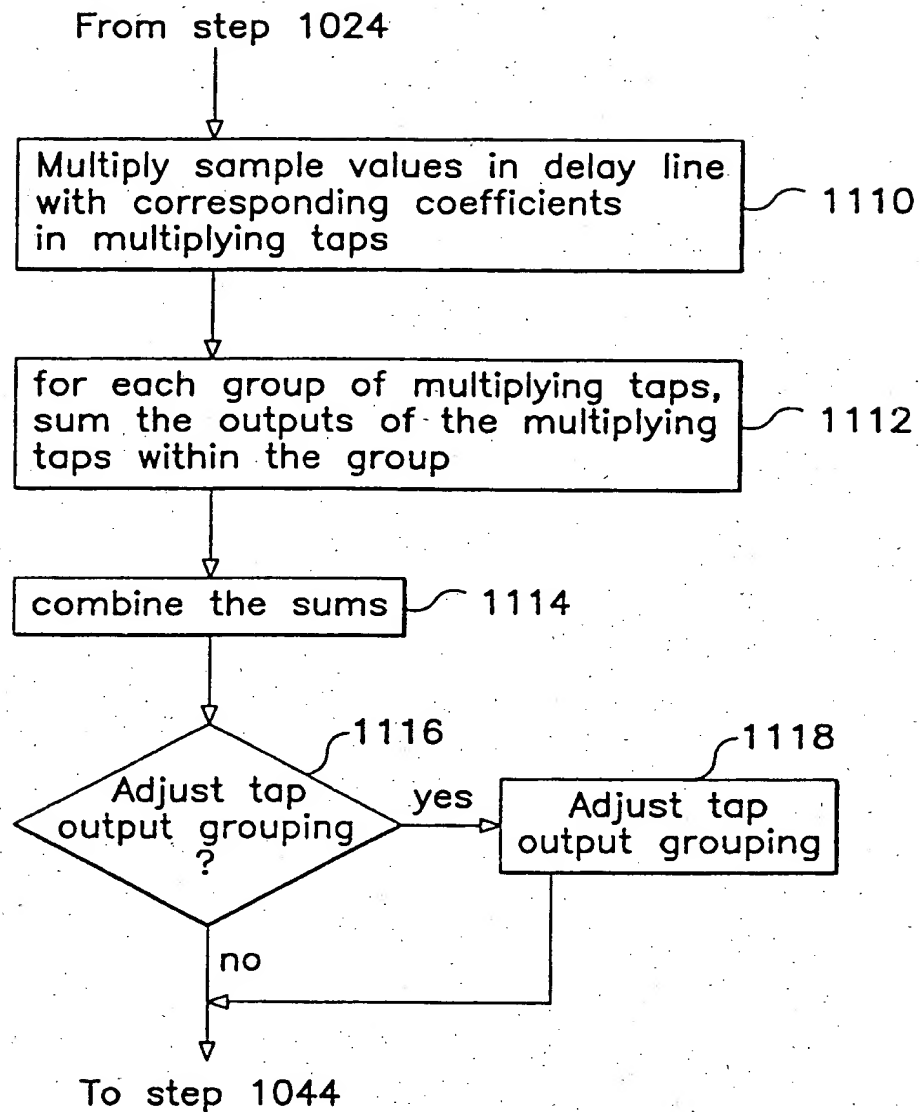 From step 1024
Multiply sample values in delay line
with corresponding coefficients
in multiplying taps
1110
for each group of multiplying taps,
sum the outputs of the multiplying
taps within the group
1112
combine the sums
1114
1116
Adjust tap
output grouping
?
yes
1118
Adjust tap
output grouping
no
To step 1044